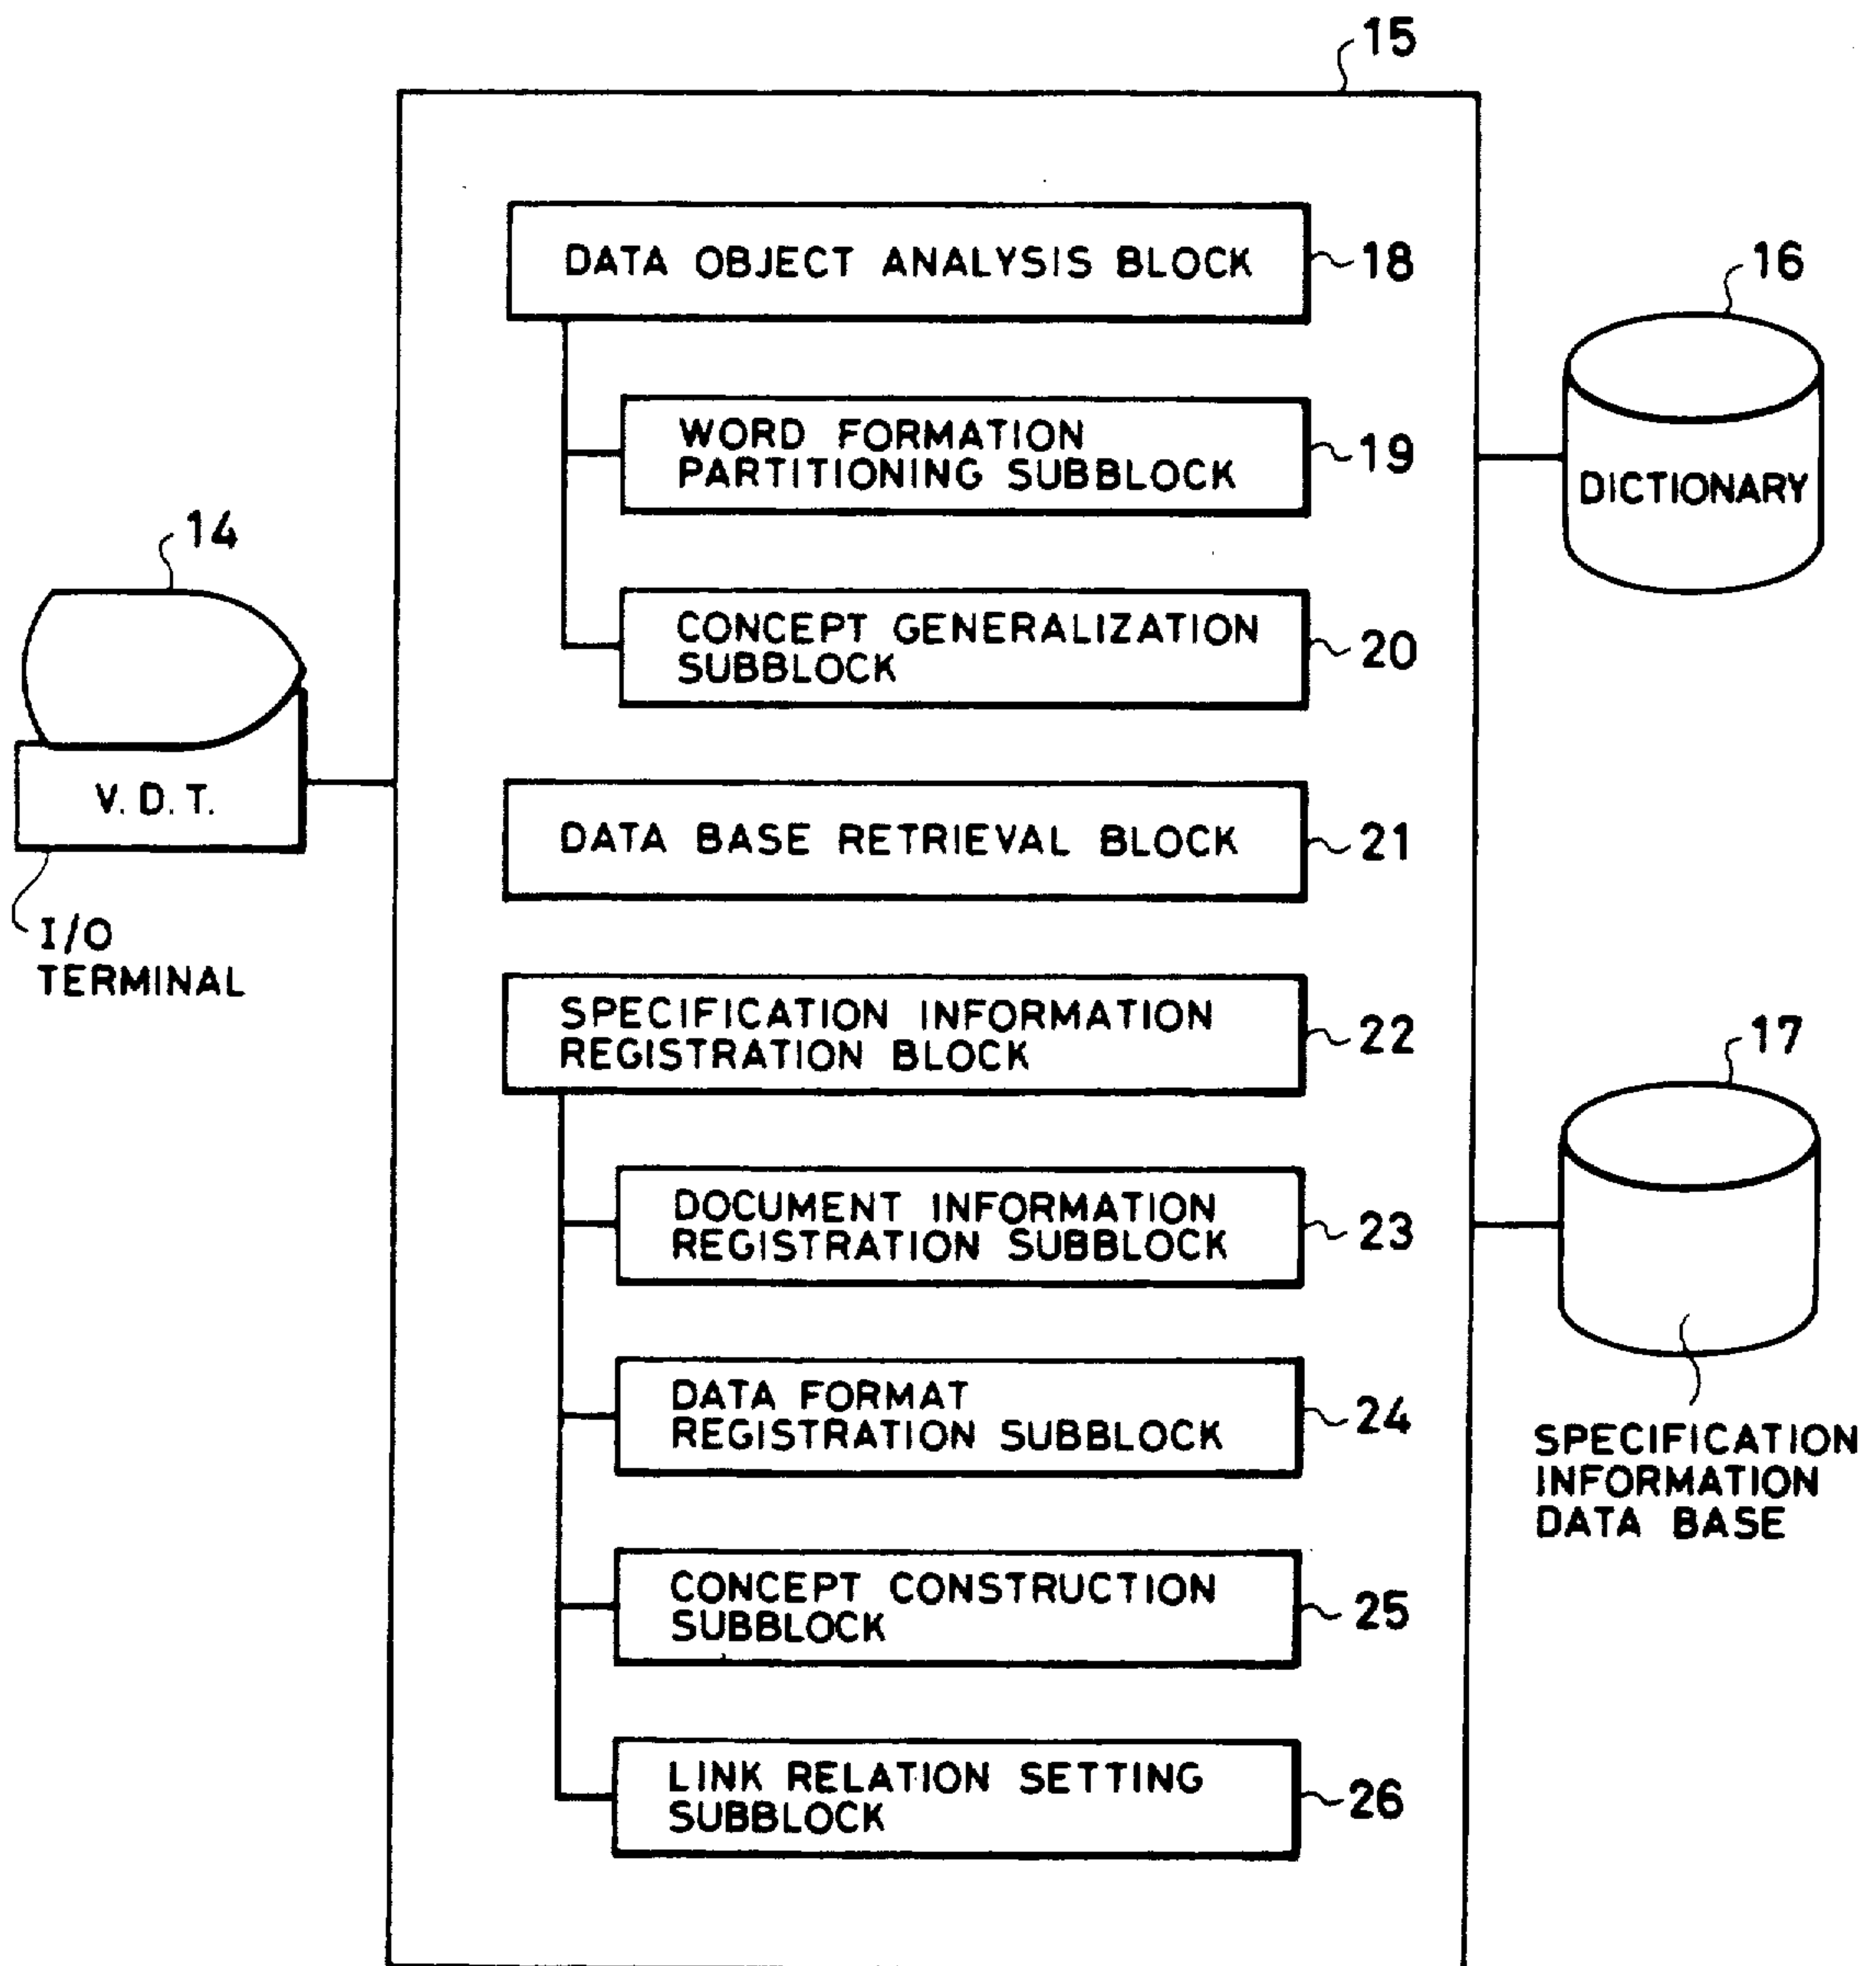 15
DATA OBJECT ANALYSIS BLOCK
18
16
WORD FORMATION
PARTITIONING SUBBLOCK
19
DICTIONARY
14
CONCEPT GENERALIZATION
SUBBLOCK
20
V. D. T.
DATA BASE RETRIEVAL BLOCK
21
I/O
TERMINAL
SPECIFICATION INFORMATION
REGISTRATION BLOCK
22
17
DOCUMENT INFORMATION
REGISTRATION SUBBLOCK
23
DATA FORMAT
REGISTRATION SUBBLOCK
24
SPECIFICATION
INFORMATION
DATA BASE
CONCEPT CONSTRUCTION
SUBBLOCK
25
LINK RELATION SETTING
SUBBLOCK
26